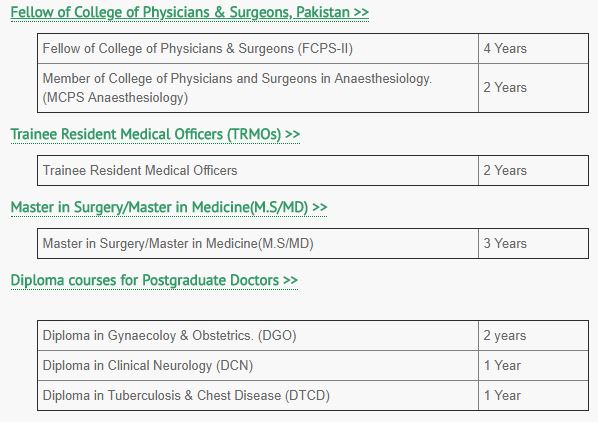 Fellow of College of Physicians & Surgeons, Pakistan >>
Fellow of College of Physicians & Surgeons (FCPS-II) 4 Years
Member of College of Physicians and Surgeons in Anaesthesiology.
(MCPS Anaesthesiology) 2 Years
Trainee Resident Medical Officers (TRMOs) >>
Trainee Resident Medical Officers 2 Years
Master in Surgery/Master in Medicine(M.S/MD) >>
Master in Surgery/Master in Medicine(M.S/MD) 3 Years
Diploma courses for Postgraduate Doctors >>
Diploma in Gynaecoloy & Obstetrics. (DGO) 2 years
Diploma in Clinical Neurology (DCN) 1 Year
Diploma in Tuberculosis & Chest Disease (DTCD) 1 Year